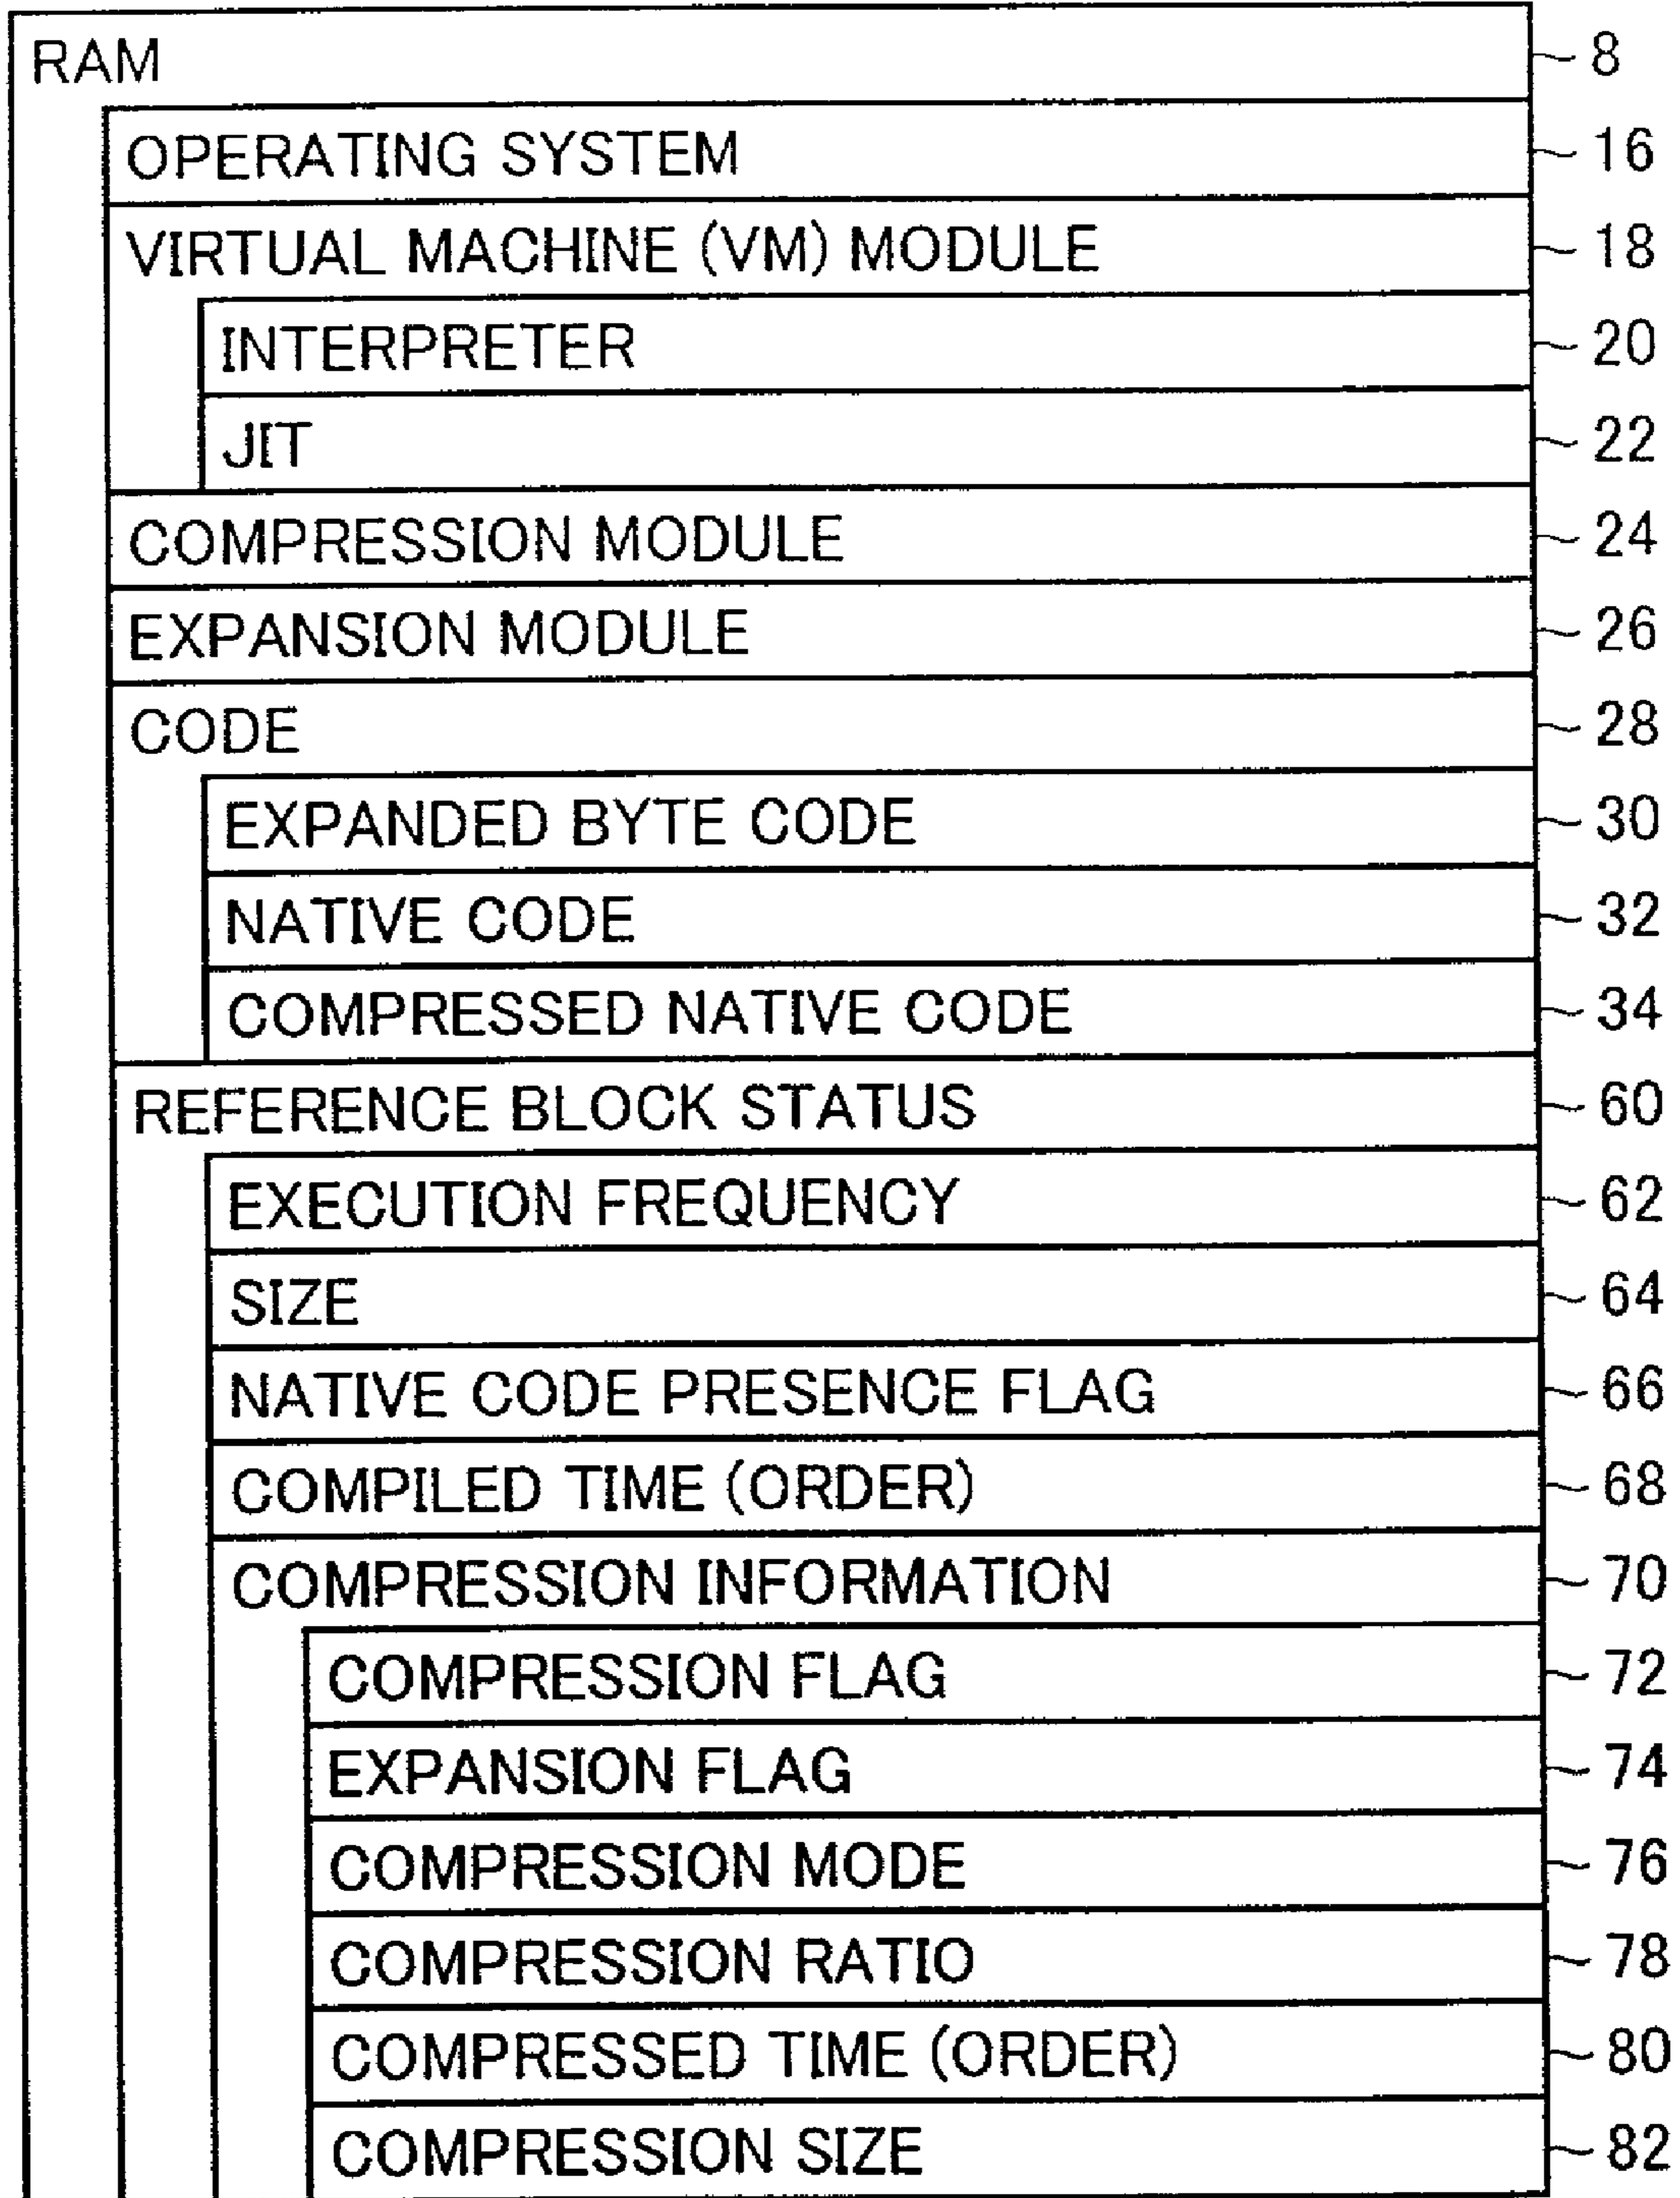 RAM 8
OPERATING SYSTEM 16
VIRTUAL MACHINE (VM) MODULE 18
INTERPRETER 20
JIT 22
COMPRESSION MODULE 24
EXPANSION MODULE 26
CODE 28
EXPANDED BYTE CODE 30
NATIVE CODE 32
COMPRESSED NATIVE CODE 34
REFERENCE BLOCK STATUS 60
EXECUTION FREQUENCY 62
SIZE 64
NATIVE CODE PRESENCE FLAG 66
COMPILED TIME (ORDER) 68
COMPRESSION INFORMATION 70
COMPRESSION FLAG 72
EXPANSION FLAG 74
COMPRESSION MODE 76
COMPRESSION RATIO 78
COMPRESSED TIME (ORDER) 80
COMPRESSION SIZE 82